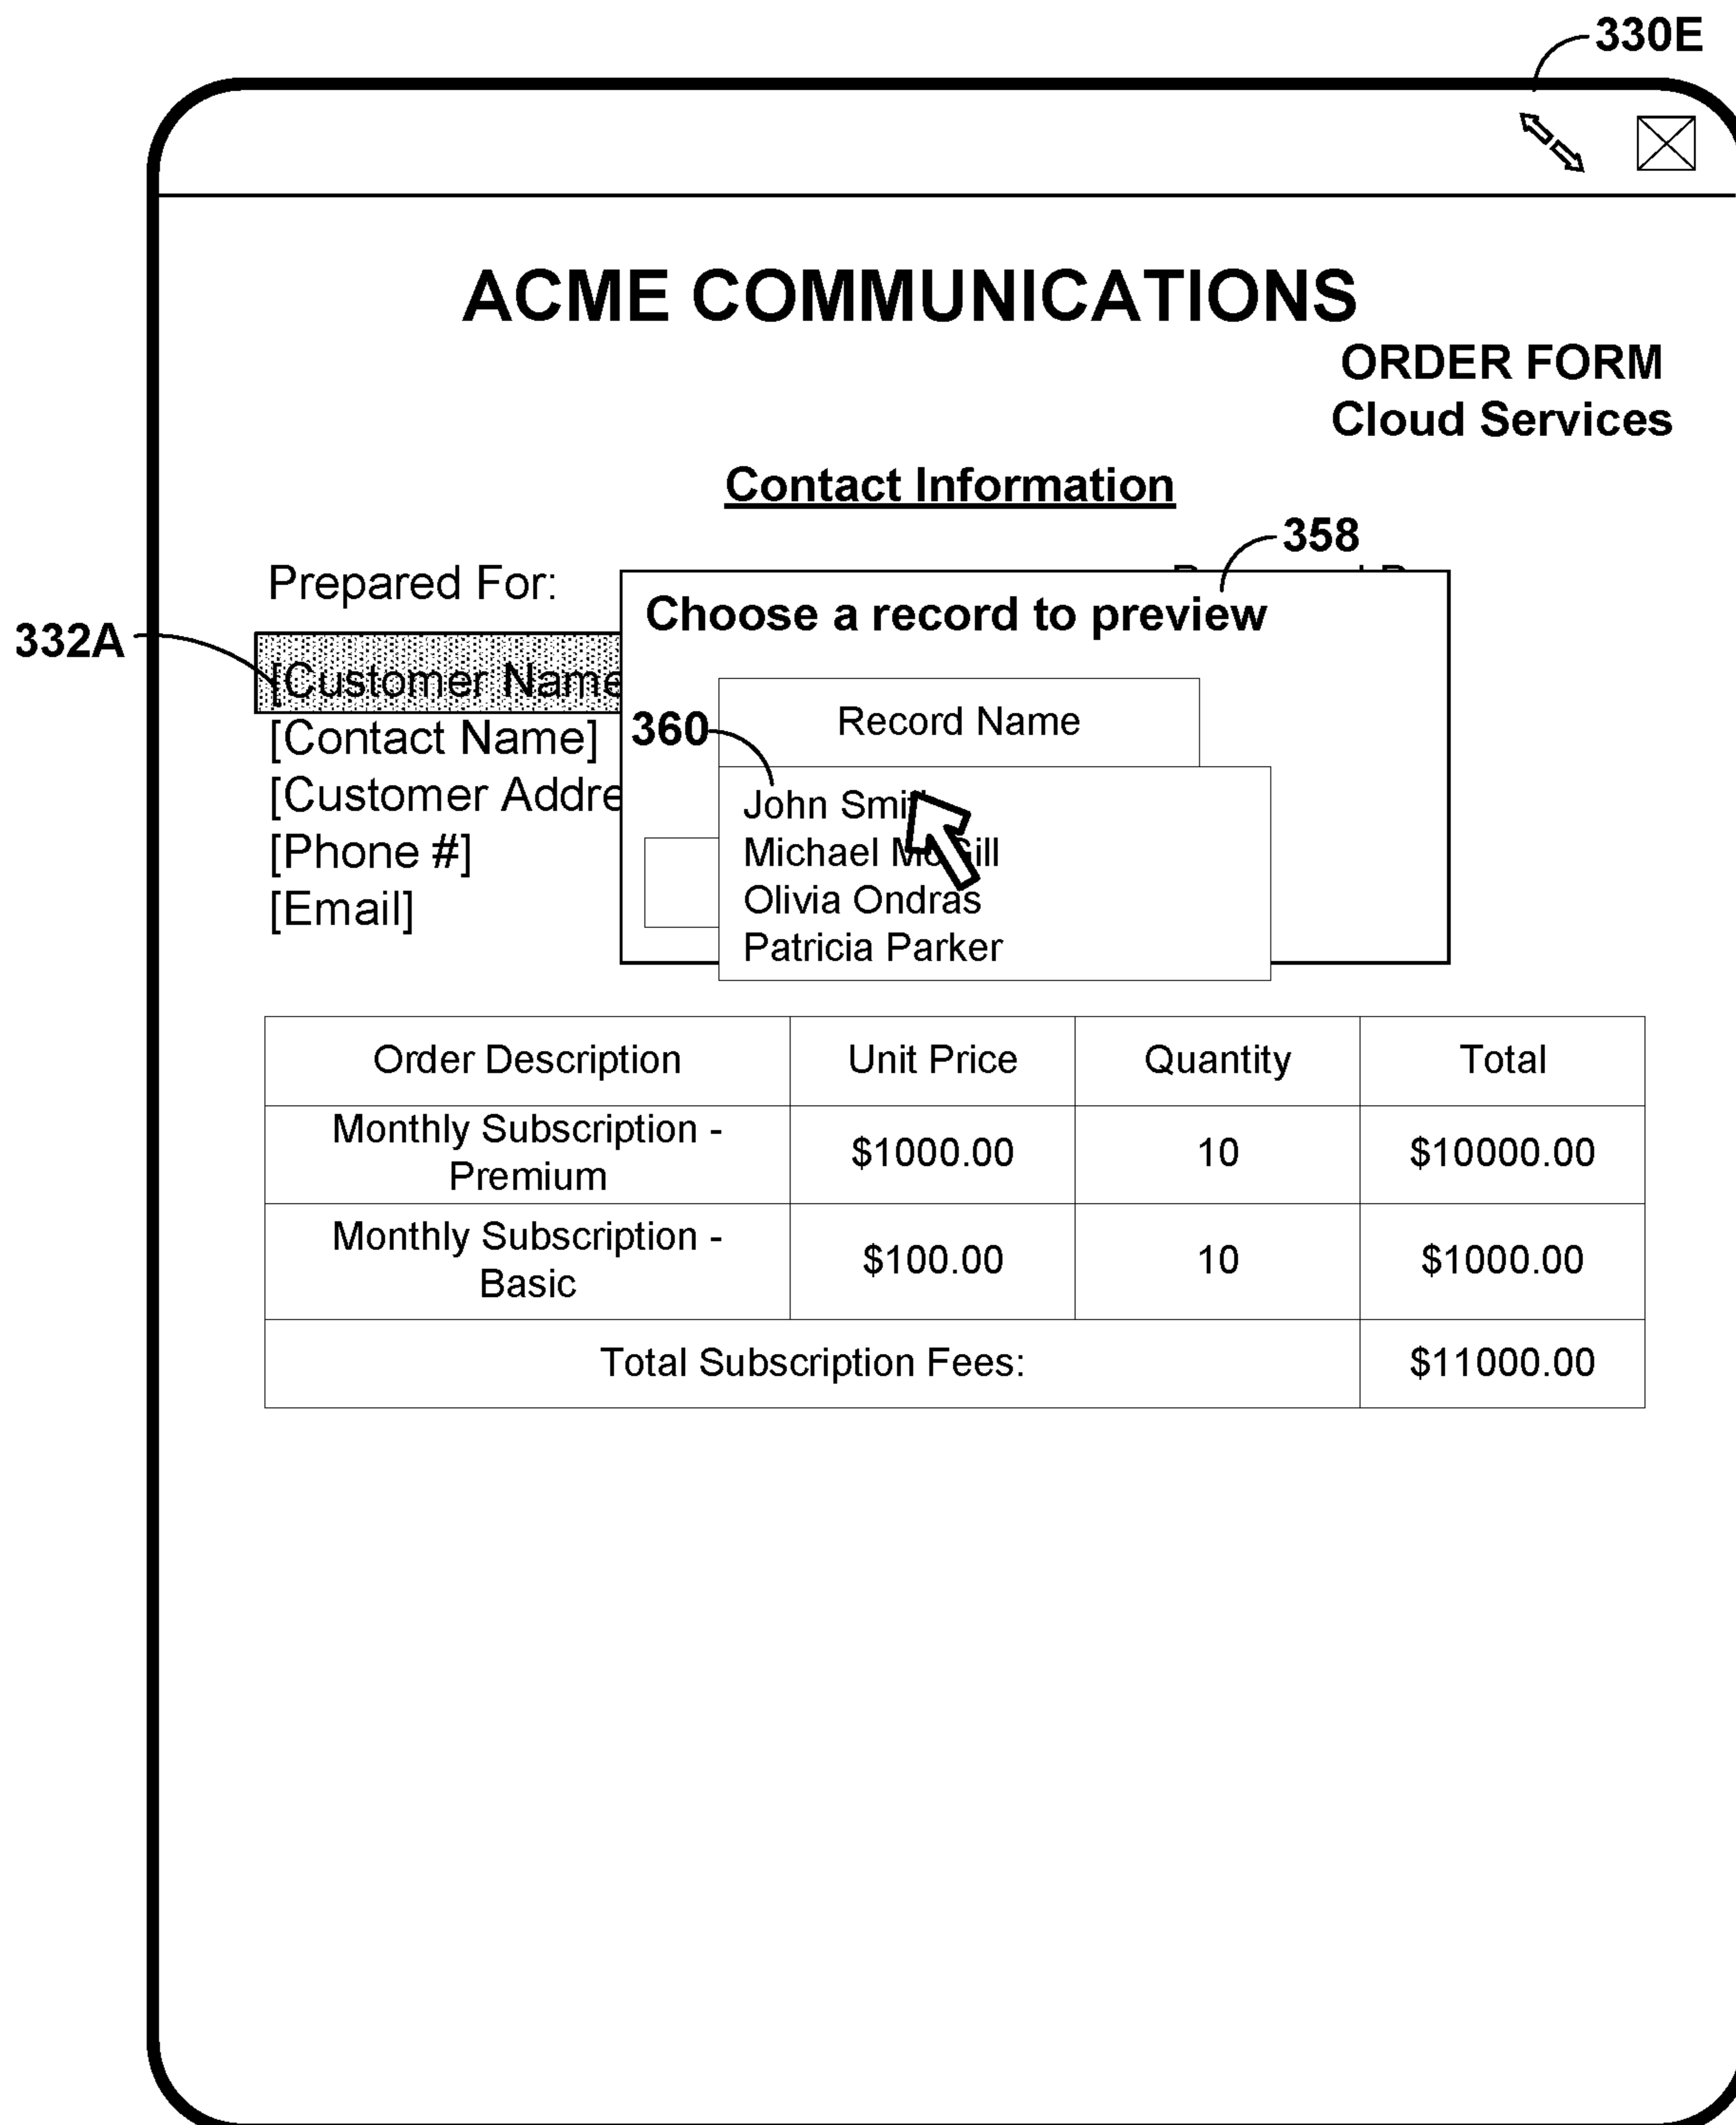 330E
ACME COMMUNICATIONS
ORDER FORM
Cloud Services
Contact Information
358
Prepared For:
Choose a record to preview
332A
[Customer Name
Record Name
360
[Contact Name]
[Customer Addre
[Phone #]
[Email]
John Smit
Michael McGill
Olivia Ondras
Patricia Parker
Order Description Unit Price Quantity Total
Monthly Subscription -
Premium
$1000.00 10 $10000.00
Monthly Subscription -
Basic
$100.00 10 $1000.00
Total Subscription Fees: $11000.00